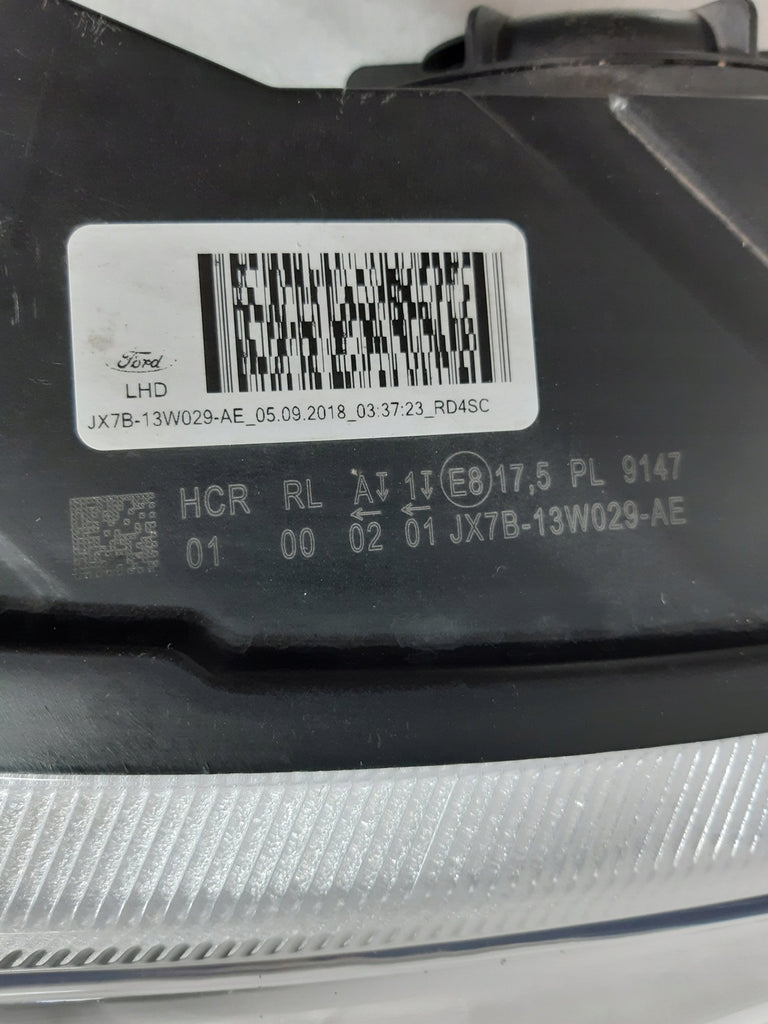 Ford
LHD
JX7B-13W029-AE_05.09.2018_03:37:23_RD4SC
HCR RL A 1 E8 17,5 PL 9147
01 00 02 01 JX7B-13W029-AE